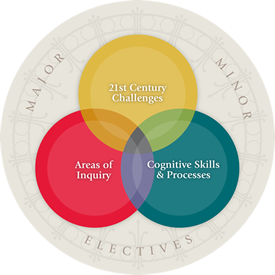 MAJOR
MINOR
21st Century
Challenges
Areas of
Inquiry
Cognitive Skills
& Processes
ELECTIVES